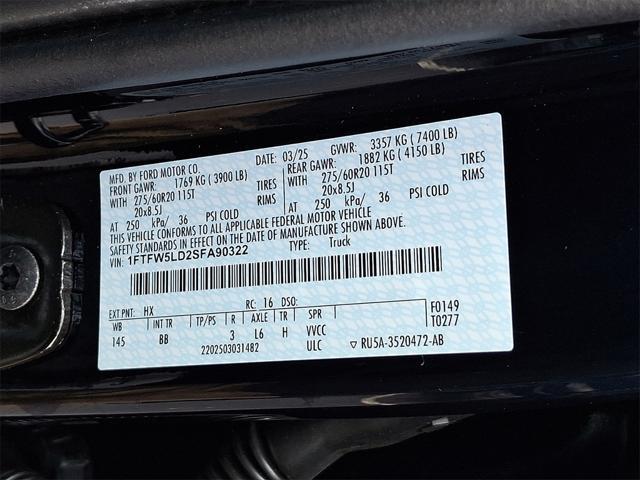 MFD. BY FORD MOTOR CO.
DATE: 03/25 GVWR: 3357 KG (7400 LB)
FRONT GAWR: 1769 KG (3900 LB)
REAR GAWR: 1882 KG (4150 LB)
WITH 275/60R20 115T TIRES
WITH 275/60R20 115T TIRES
20x8.5J RIMS
20x8.5J RIMS
AT 250 kPa/ 36 PSI COLD
AT 250 kPa/ 36 PSI COLD
THIS VEHICLE CONFORMS TO ALL APPLICABLE FEDERAL MOTOR VEHICLE
SAFETY STANDARDS IN EFFECT ON THE DATE OF MANUFACTURE SHOWN ABOVE.
VIN: 1FTFW5LD2SFA90322 TYPE: Truck
EXT PNT: HX RC: 16 DSO:
WB INT TR TP/PS R AXLE TR SPR F0149
145 BB 3 L6 H VVCC T0277
2202503031482 ULC ▽ RU5A-3520472-AB